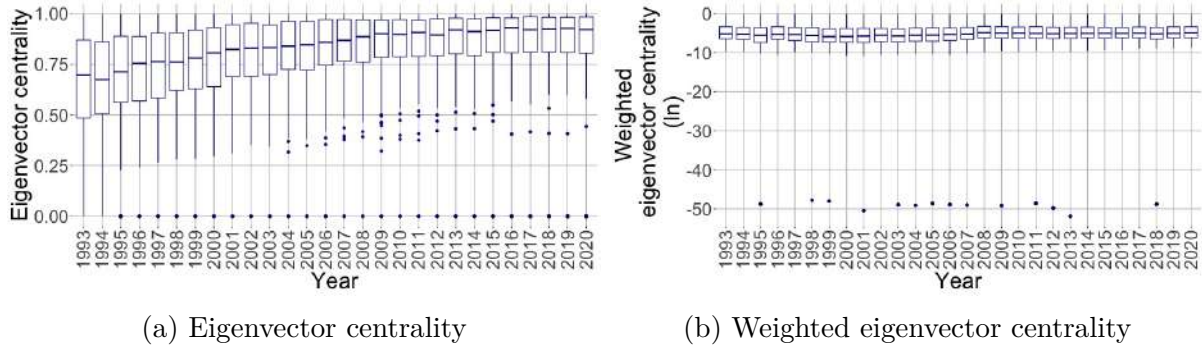 Eigenvector centrality
1.00
0.75
0.50
0.25
0.00
1993 1994 1995 1996 1997 1998 1999 2000 2001 2002 2003 2004 2005 2006 2007 2008 2009 2010 2011 2012 2013 2014 2015 2016 2017 2018 2019 2020
Year
(a) Eigenvector centrality
Weighted
eigenvector centrality
(ln)
0
-10
-20
-30
-40
-50
1993 1994 1995 1996 1997 1998 1999 2000 2001 2002 2003 2004 2005 2006 2007 2008 2009 2010 2011 2012 2013 2014 2015 2016 2017 2018 2019 2020
Year
(b) Weighted eigenvector centrality